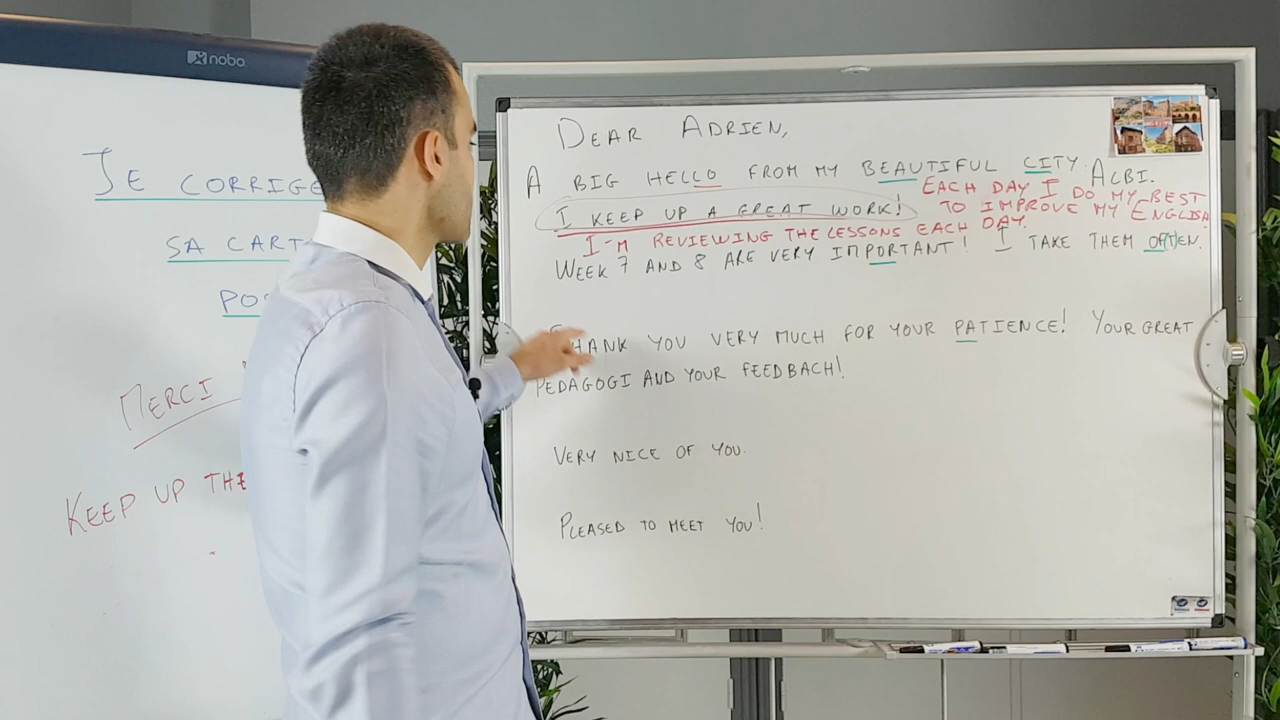 nobo
JE CORRIGE
SA CART
PO
MERCI
KEEP UP THE
DEAR ADRIEN,
A BIG HELLO FROM MY BEAUTIFUL CITY ALBI.
I KEEP UP A GREAT WORK!
EACH DAY I DO MY BEST
TO IMPROVE MY ENGLISH
I-M REVIEWING THE LESSONS EACH DAY.
WEEK 7 AND 8 ARE VERY IMPORTANT! I TAKE THEM OFTEN.
THANK YOU VERY MUCH FOR YOUR PATIENCE! YOUR GREAT
PEDAGOGI AND YOUR FEEDBACH!
VERY NICE OF YOU.
PLEASED TO MEET YOU!